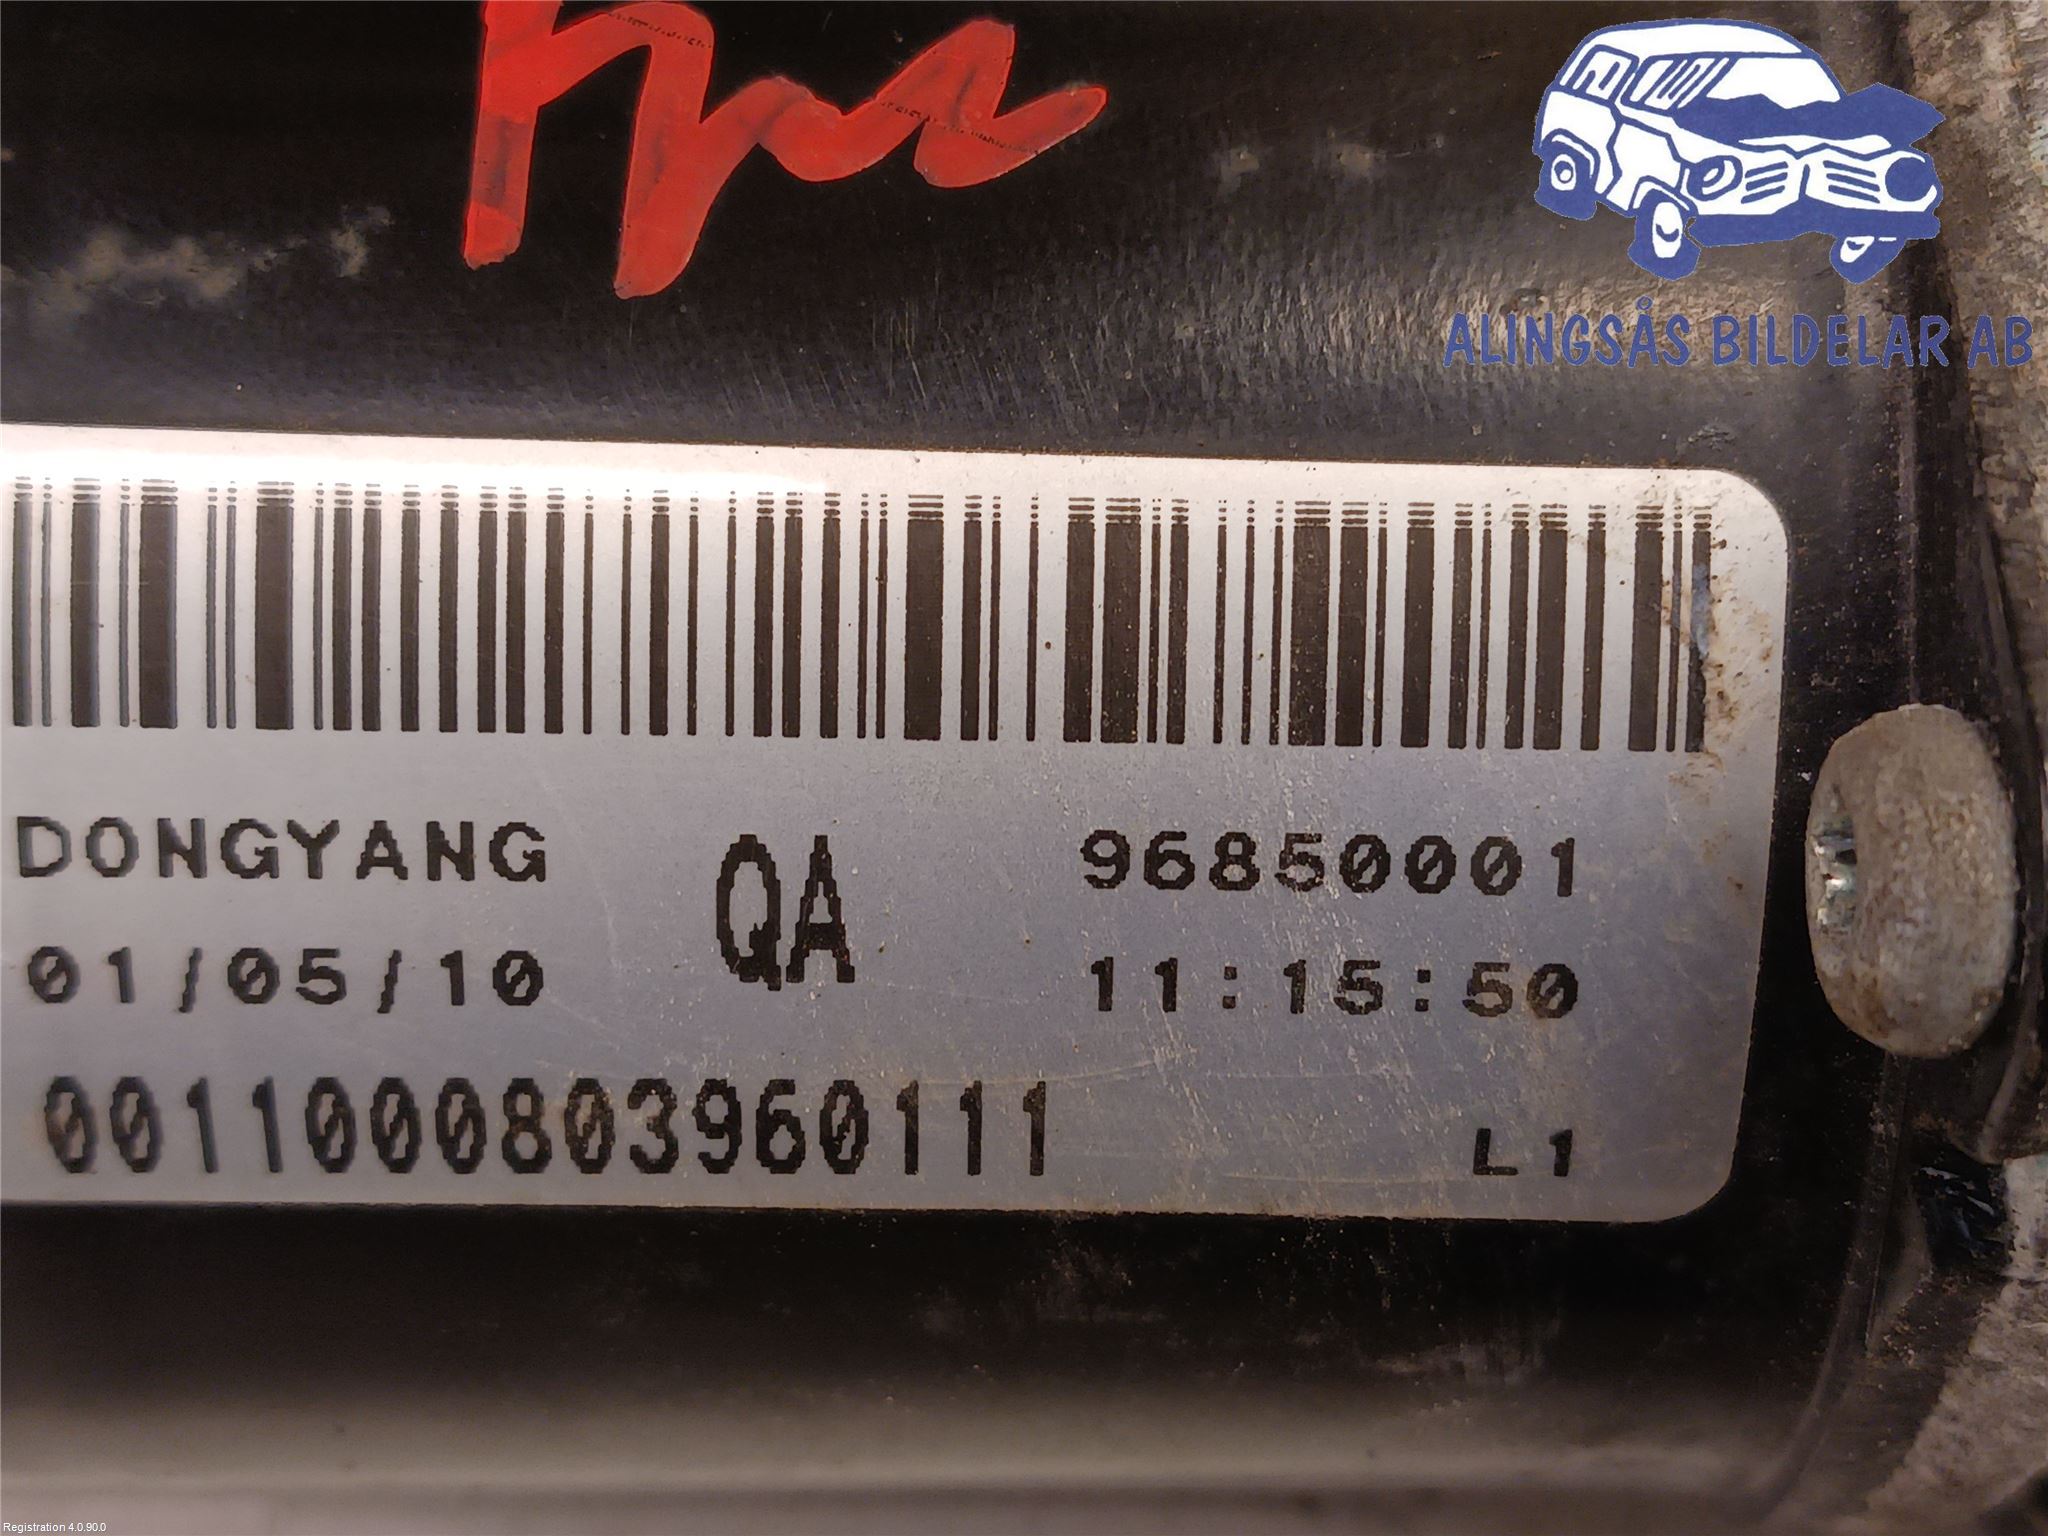 ALINGSÅS BILDELAR AB
DONGYANG QA 96850001
01/05/10 11:15:50
0011000803960111 L1
Registration 4.0.90.0